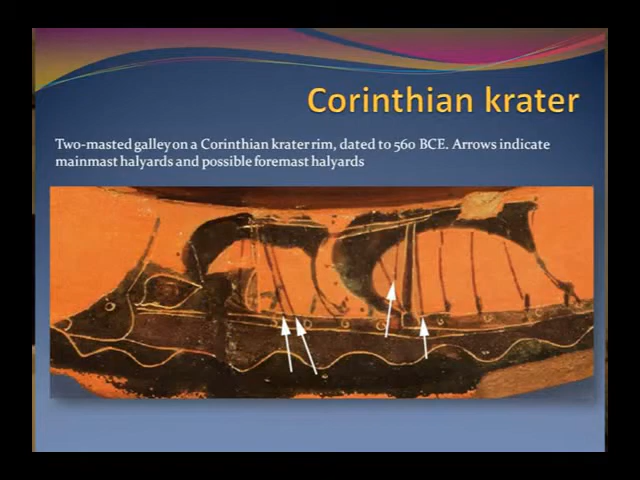 Corinthian krater
Two-masted galley on a Corinthian krater rim, dated to 560 BCE. Arrows indicate
mainmast halyards and possible foremast halyards